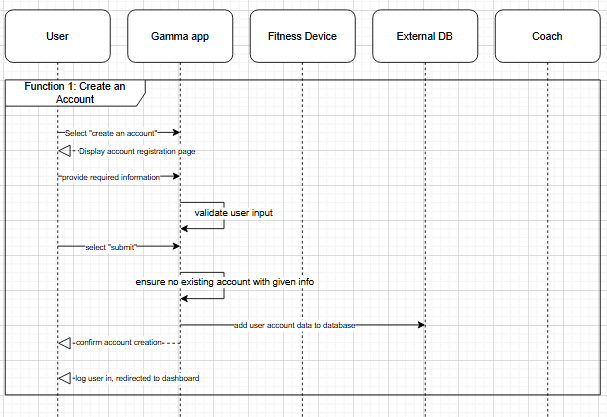 User
Gamma app
Fitness Device
External DB
Coach
Function 1: Create an
Account
Select "create an account"
Display account registration page
provide required information
validate user input
select "submit"
ensure no existing account with given info
add user account data to database
confirm account creation
log user in, redirected to dashboard